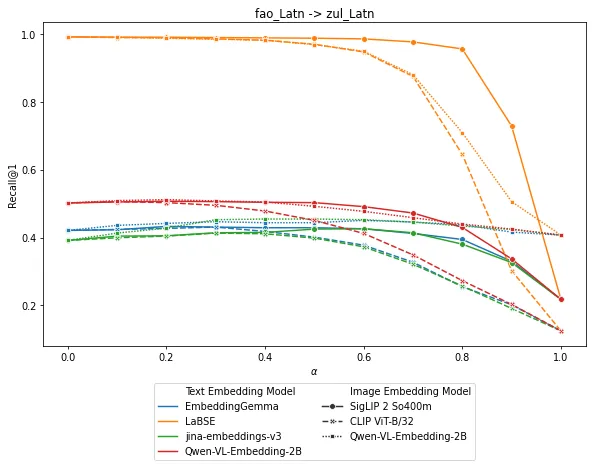 fao_Latn -> zul_Latn
Recall@1
1.0
0.8
0.6
0.4
0.2
0.0 0.2 0.4 0.6 0.8 1.0
α
Text Embedding Model Image Embedding Model
EmbeddingGemma SigLIP 2 So400m
LaBSE CLIP ViT-B/32
jina-embeddings-v3 Qwen-VL-Embedding-2B
Qwen-VL-Embedding-2B